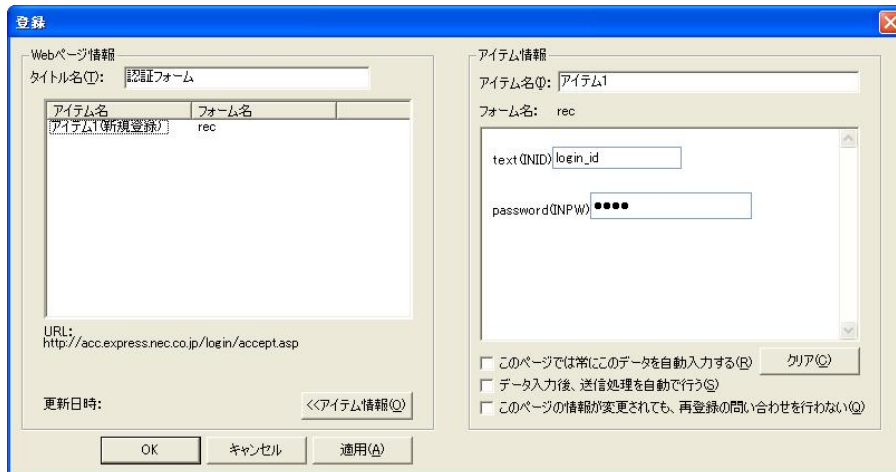 登録
Webページ情報
タイトル名(T): 認証フォーム
アイテム名 フォーム名
アイテム1(新規登録) rec
URL:
http://acc.express.nec.co.jp/login/accept.asp
更新日時:
<<アイテム情報(O)
OK キャンセル 適用(A)
アイテム情報
アイテム名(I): アイテム1
フォーム名: rec
text(INID) login_id
password(INPW) ●●●●
このページでは常にこのデータを自動入力する(R) クリア(C)
データ入力後、送信処理を自動で行う(S)
このページの情報が変更されても、再登録の問い合わせを行わない(Q)